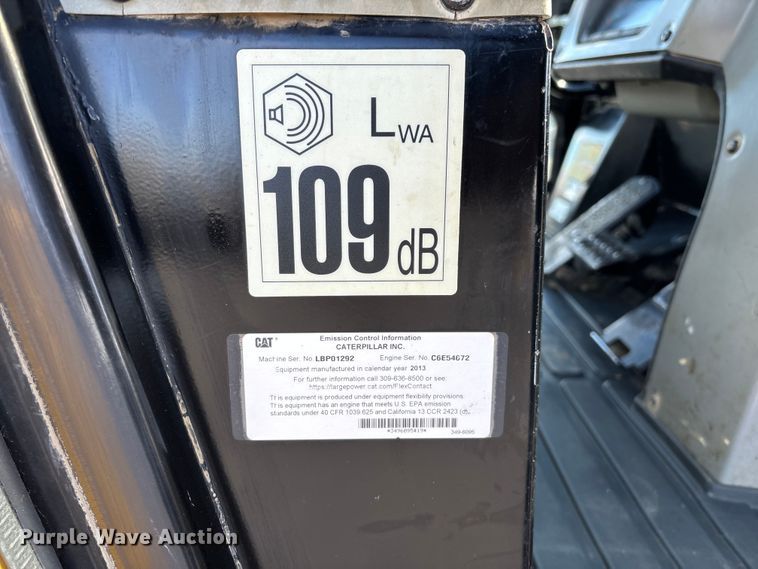 LWA
109 dB
CAT Emission Control Information
CATERPILLAR INC.
Machine Ser. No. LBP01292 Engine Ser. No. C6E54672
Equipment manufactured in calendar year 2013
For further information call 309-636-8500 or see:
https://largepower.cat.com/FlexContact
This equipment is produced under equipment flexibility provisions.
This equipment has an engine that meets U.S. EPA emission
standards under 40 CFR 1039.625 and California 13 CCR 2423 (d).
349-6095
Purple Wave Auction